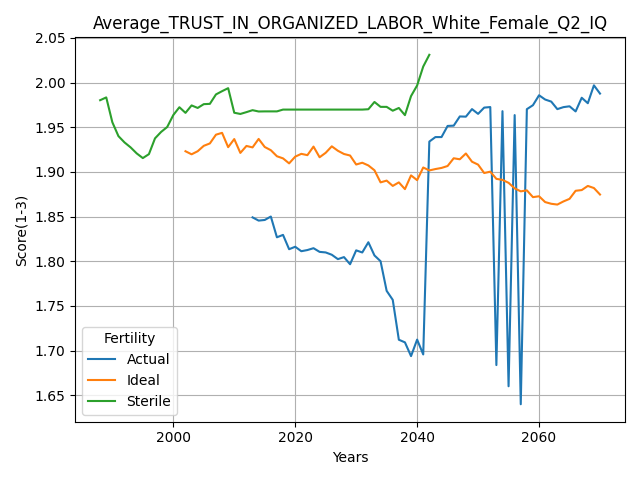 Average_TRUST_IN_ORGANIZED_LABOR_White_Female_Q2_IQ
2.05
2.00
1.95
1.90
1.85
1.80
1.75
1.70
1.65
Score(1-3)
Fertility
Actual
Ideal
Sterile
2000 2020 2040 2060
Years